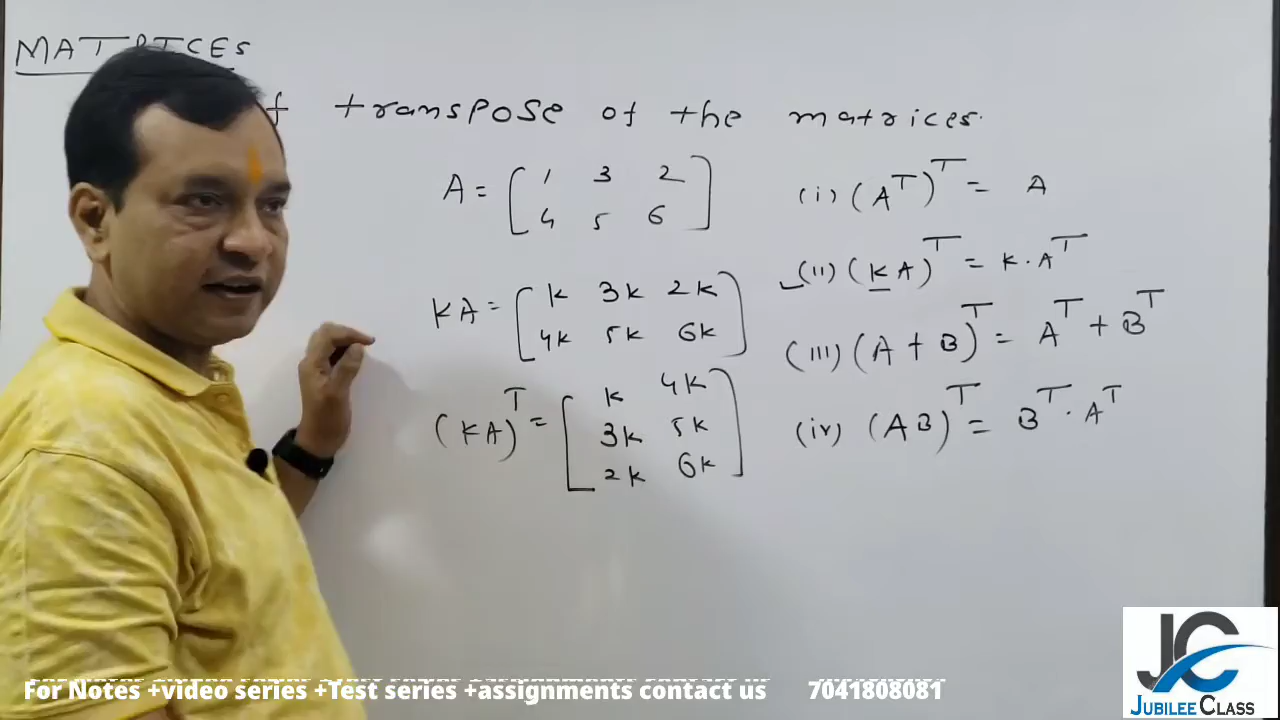 MATRICES
of transpose of the matrices.
A = [ 1 3 2
4 5 6 ]
KA = [ k 3k 2k
4k 5k 6k ]
(KA)^T = [ k 4k
3k 5k
2k 6k ]
(i) (A^T)^T = A
(ii) (kA)^T = k·A^T
(iii) (A + B)^T = A^T + B^T
(iv) (AB)^T = B^T·A^T
For Notes +video series +Test series +assignments contact us 7041808081
JC
JUBILEE CLASS